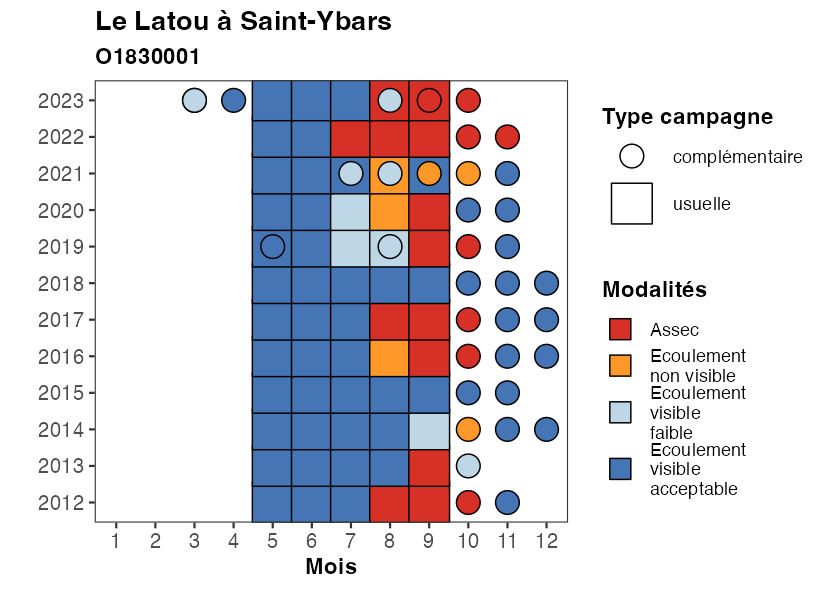 Le Latou à Saint-Ybars
O1830001
2023
2022
2021
2020
2019
2018
2017
2016
2015
2014
2013
2012
1 2 3 4 5 6 7 8 9 10 11 12
Mois
Type campagne
complémentaire
usuelle
Modalités
Assec
Ecoulement
non visible
Ecoulement
visible
faible
Ecoulement
visible
acceptable